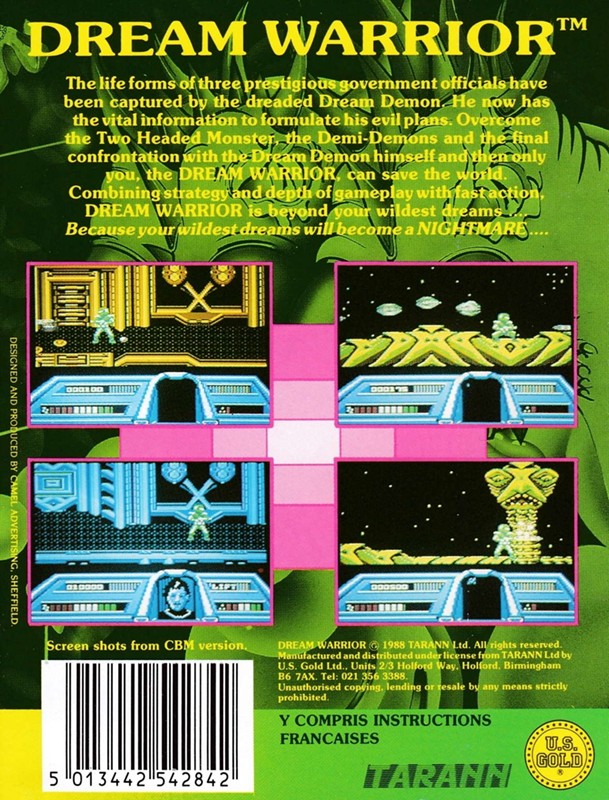 DREAM WARRIOR™
The life forms of three prestigious government officials have
been captured by the dreaded Dream Demon. He now has
the vital information to formulate his evil plans. Overcome
the Two Headed Monster, the Demi-Demons and the final
confrontation with the Dream Demon himself and then only
you, the DREAM WARRIOR, can save the world.
Combining strategy and depth of gameplay with fast action,
DREAM WARRIOR is beyond your wildest dreams ....
Because your wildest dreams will become a NIGHTMARE ....
DESIGNED AND PRODUCED BY CAMEL ADVERTISING, SHEFFIELD.
000100
LIFT
Screen shots from CBM version.
DREAM WARRIOR © 1988 TARANN Ltd. All rights reserved.
Manufactured and distributed under license from TARANN Ltd by
U.S. Gold Ltd., Units 2/3 Holford Way, Holford, Birmingham
B6 7AX. Tel: 021 356 3388.
Unauthorised copying, lending or resale by any means strictly
prohibited.
5 013442 542842
Y COMPRIS INSTRUCTIONS
FRANCAISES
TARANN
U.S.
GOLD
®